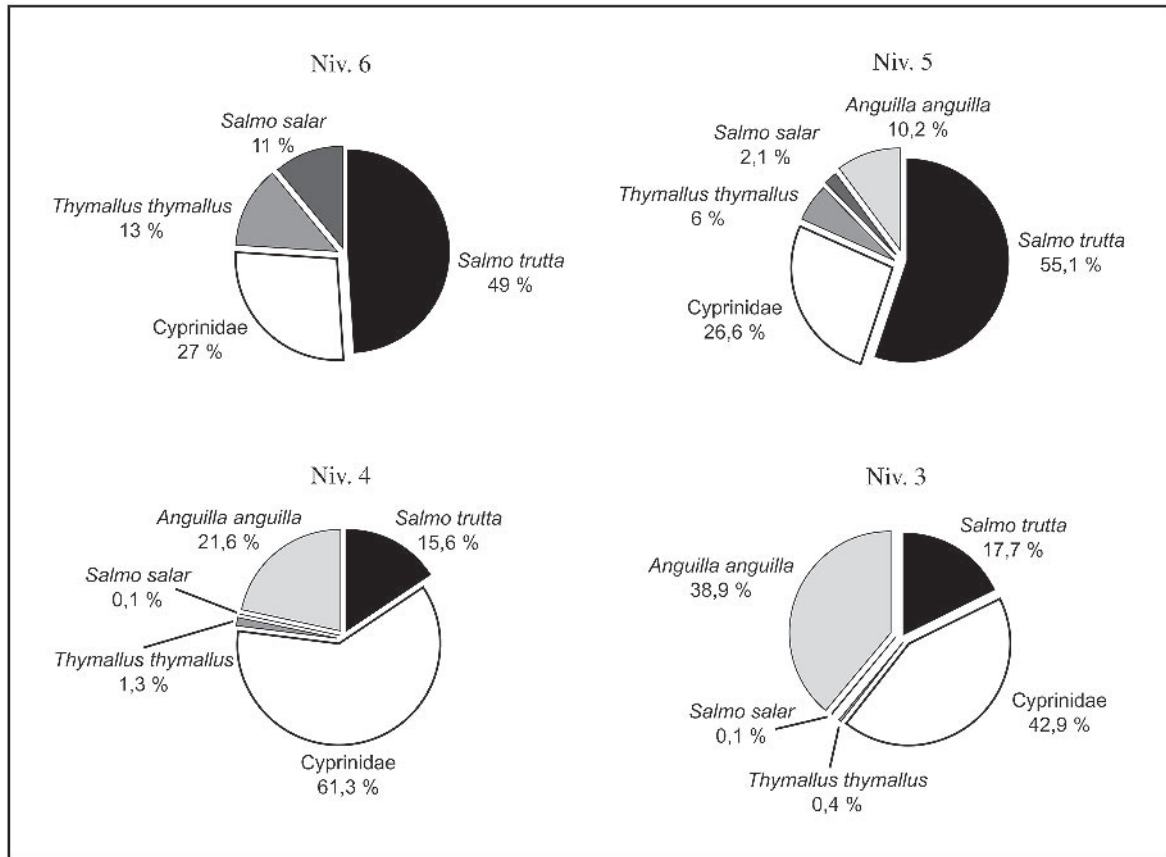 Niv. 6
Salmo salar
11 %
Thymallus thymallus
13 %
Salmo trutta
49 %
Cyprinidae
27 %
Niv. 5
Anguilla anguilla
10,2 %
Salmo salar
2,1 %
Thymallus thymallus
6 %
Salmo trutta
55,1 %
Cyprinidae
26,6 %
Niv. 4
Anguilla anguilla
21,6 %
Salmo trutta
15,6 %
Salmo salar
0,1 %
Thymallus thymallus
1,3 %
Cyprinidae
61,3 %
Niv. 3
Salmo trutta
17,7 %
Anguilla anguilla
38,9 %
Salmo salar
0,1 %
Cyprinidae
42,9 %
Thymallus thymallus
0,4 %